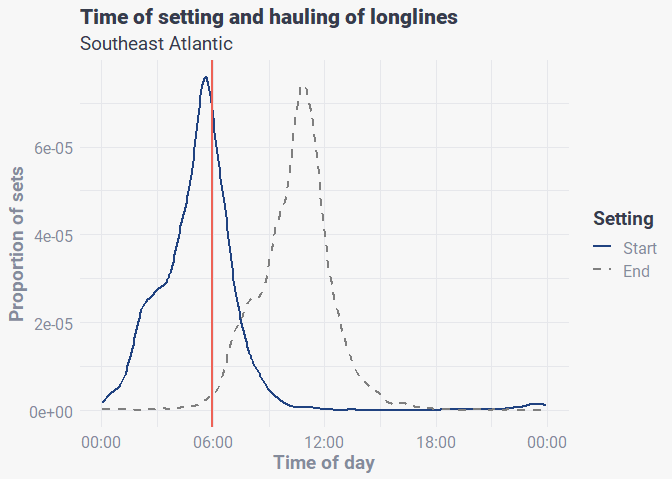 Time of setting and hauling of longlines
Southeast Atlantic
Proportion of sets
6e-05
4e-05
2e-05
0e+00
00:00 06:00 12:00 18:00 00:00
Time of day
Setting
Start
End